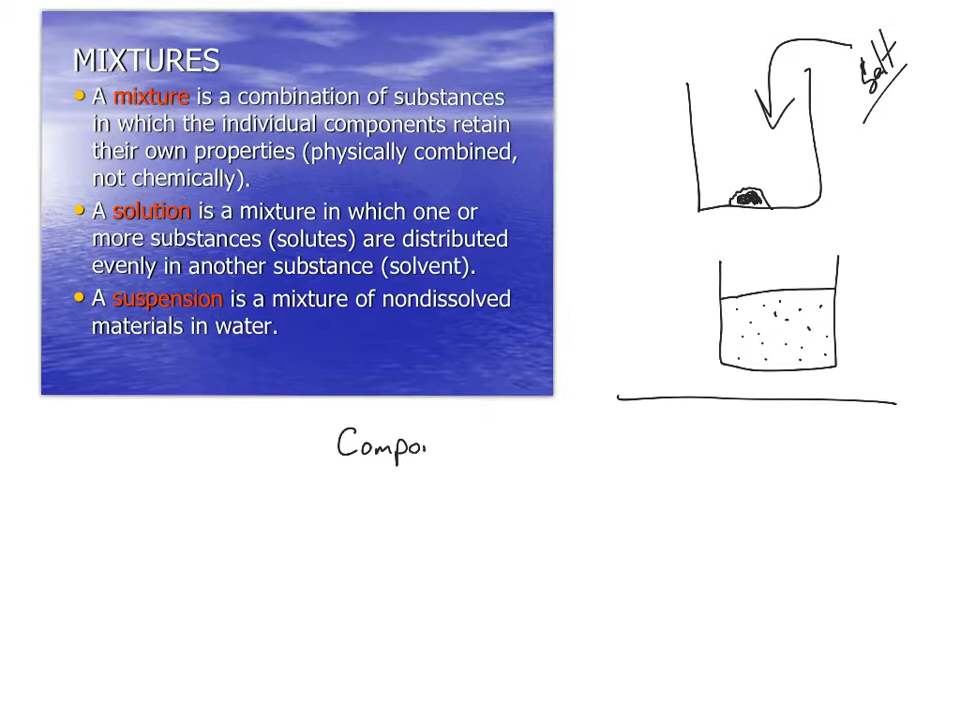 MIXTURES
A mixture is a combination of substances
in which the individual components retain
their own properties (physically combined,
not chemically).
A solution is a mixture in which one or
more substances (solutes) are distributed
evenly in another substance (solvent).
A suspension is a mixture of nondissolved
materials in water.
Salt
Compo